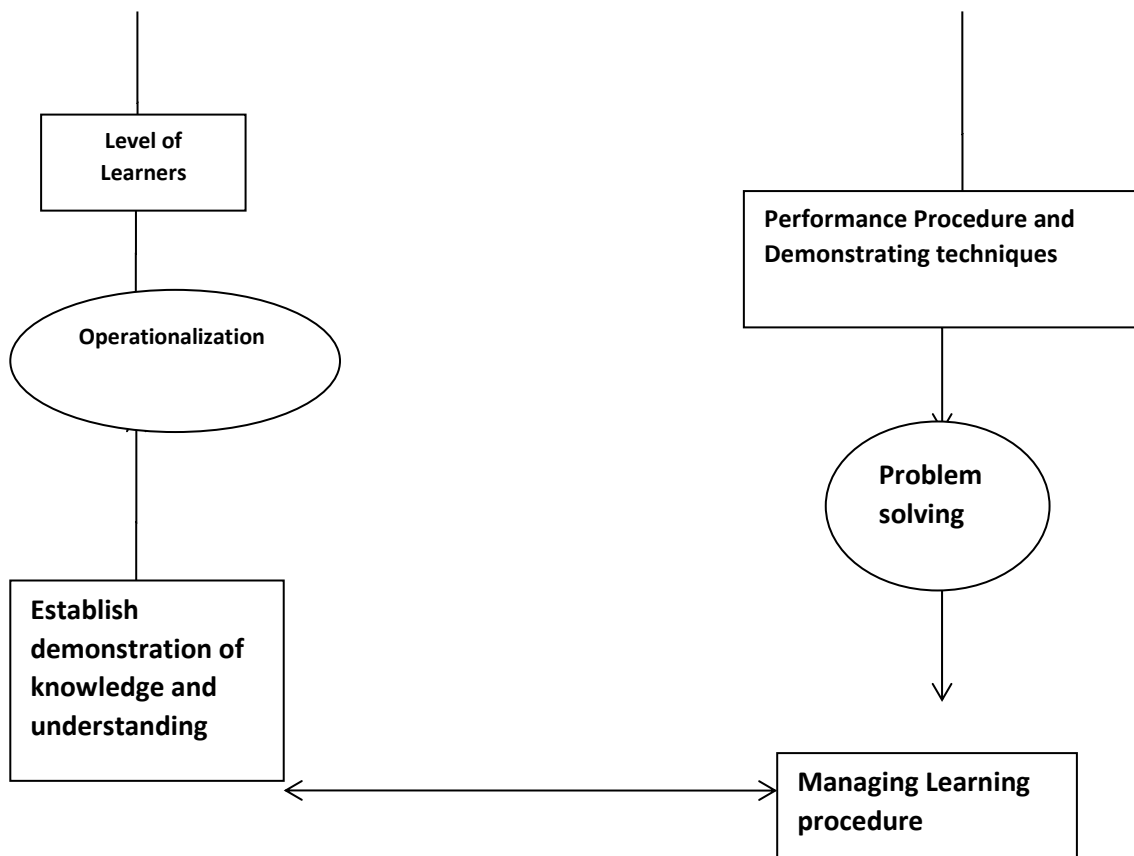 Level of
Learners
Performance Procedure and
Demonstrating techniques
Operationalization
Problem
solving
Establish
demonstration of
knowledge and
understanding
Managing Learning
procedure